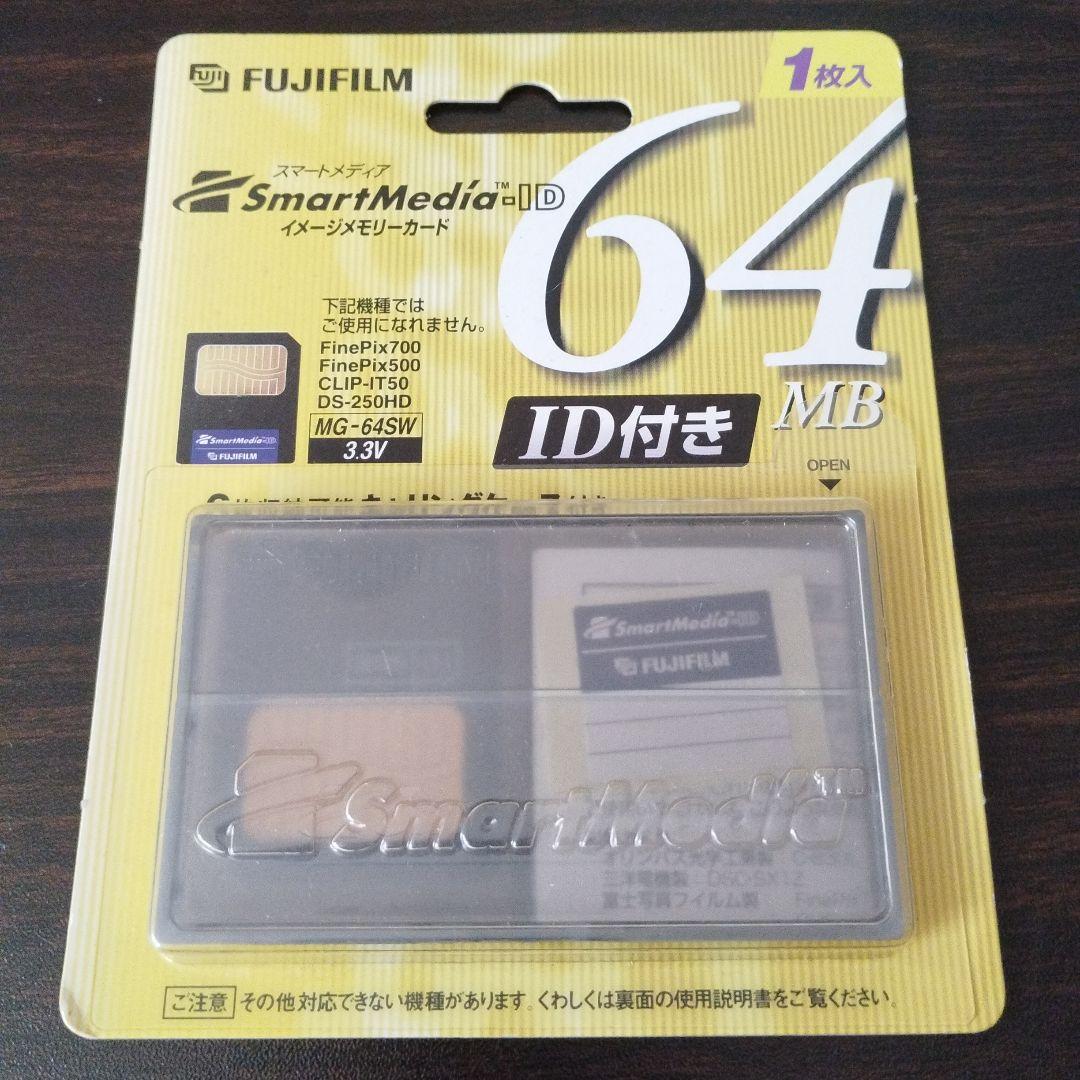 FUJI FUJIFILM
1枚入
64
MB
スマートメディア
SmartMedia™-ID
イメージメモリーカード
下記機種では
ご使用になれません。
FinePix700
FinePix500
CLIP-IT50
DS-250HD
MG-64SW
3.3V
SmartMedia-ID
FUJIFILM
ID付き
OPEN
SmartMedia™-ID
FUJIFILM
SmartMedia™
オリンパス光学工業製
三洋電機製 : DSC-SX1Z
富士写真フイルム製 FinePix
ご注意 その他対応できない機種があります。くわしくは裏面の使用説明書をご覧ください。